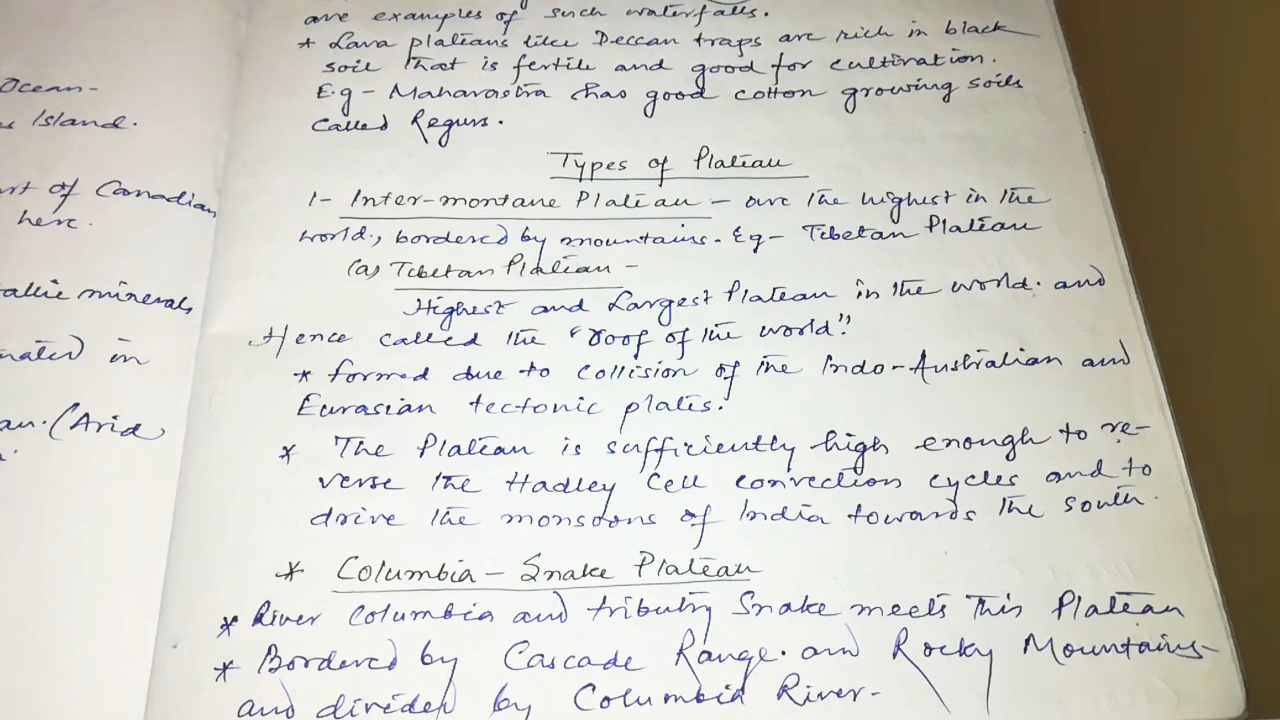 Ocean-
Island.
art of Canadian
here.
allic minerals
nated in
au. (Arid
are examples of such waterfalls.
* Lava plateaus like Deccan traps are rich in black
soil that is fertile and good for cultivation.
E.g - Maharastra has good cotton growing soils
called Regurs.
Types of Plateau
1- Inter-montane Plateau - are the highest in the
world., bordered by mountains. Eg - Tibetan Plateau
(a) Tibetan Plateau -
Highest and Largest Plateau in the world. and
Hence called the "roof of the world".
* formed due to collision of the Indo-Australian and
Eurasian tectonic plates.
* The Plateau is sufficiently high enough to re-
verse the Hadley Cell convection cycles and to
drive the monsoons of India towards the south.
* Columbia - Snake Plateau
* River Columbia and tributry Snake meets this Plateau
* Bordered by Cascade Range. and Rocky Mountains-
and divided by Columbia River-